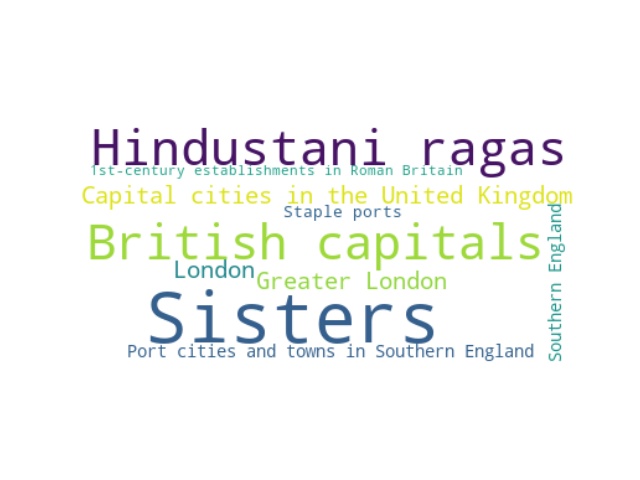 Hindustani ragas
1st-century establishments in Roman Britain
Capital cities in the United Kingdom
Staple ports
British capitals
London
Greater London
Sisters
Port cities and towns in Southern England
Southern England